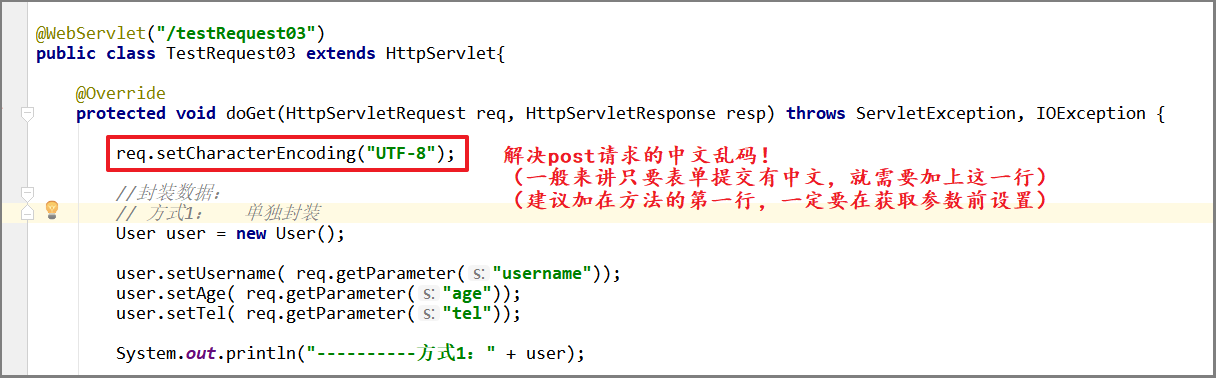 @WebServlet("/testRequest03")
public class TestRequest03 extends HttpServlet{
@Override
protected void doGet(HttpServletRequest req, HttpServletResponse resp) throws ServletException, IOException {
req.setCharacterEncoding("UTF-8");
解决post请求的中文乱码！
（一般来讲只要表单提交有中文，就需要加上这一行）
（建议加在方法的第一行，一定要在获取参数前设置）
//封装数据：
// 方式1：   单独封装
User user = new User();
user.setUsername( req.getParameter( s: "username"));
user.setAge( req.getParameter( s: "age"));
user.setTel( req.getParameter( s: "tel"));
System.out.println("----------方式1：" + user);